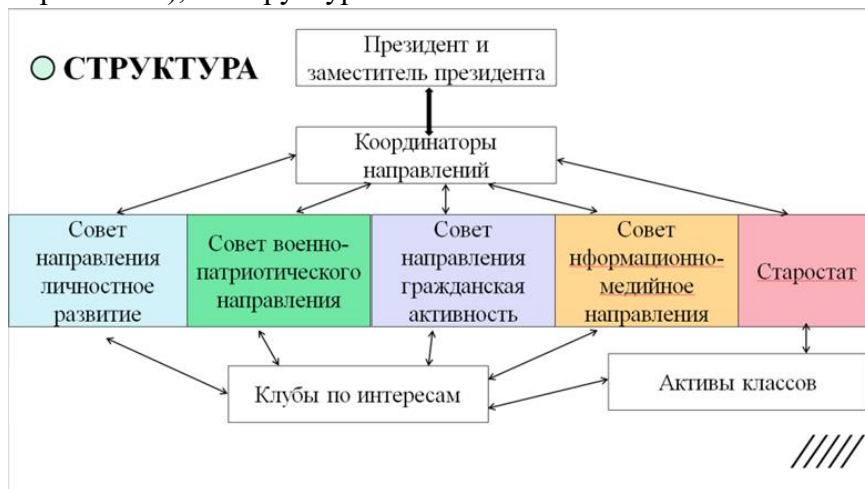 СТРУКТУРА
Президент и
заместитель президента
Координаторы
направлений
Совет
направления
личностное
развитие
Совет военно-
патриотического
направления
Совет
направления
гражданская
активность
Совет
нформационно-
медийное
направления
Старостат
Клубы по интересам
Активы классов